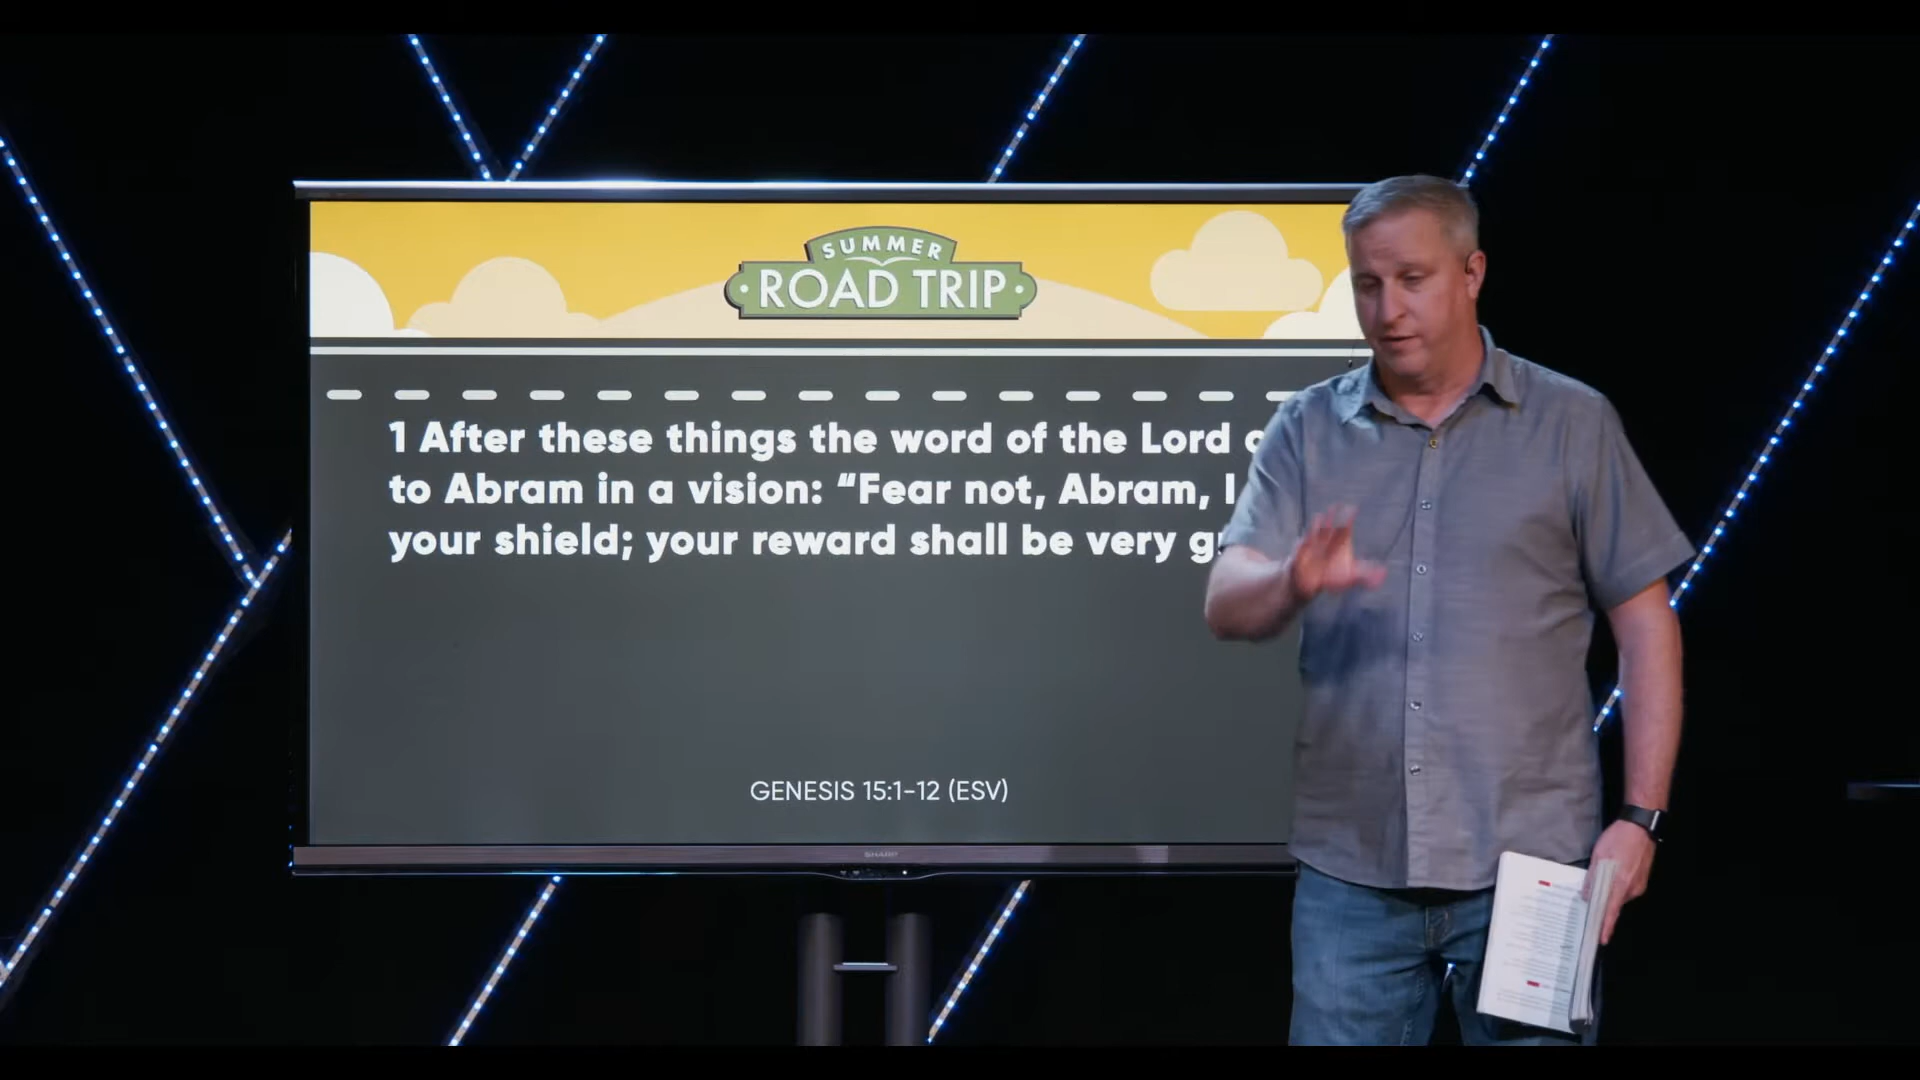 SUMMER
ROAD TRIP
1 After these things the word of the Lord
to Abram in a vision: “Fear not, Abram, I
your shield; your reward shall be very
GENESIS 15:1-12 (ESV)
SHARP